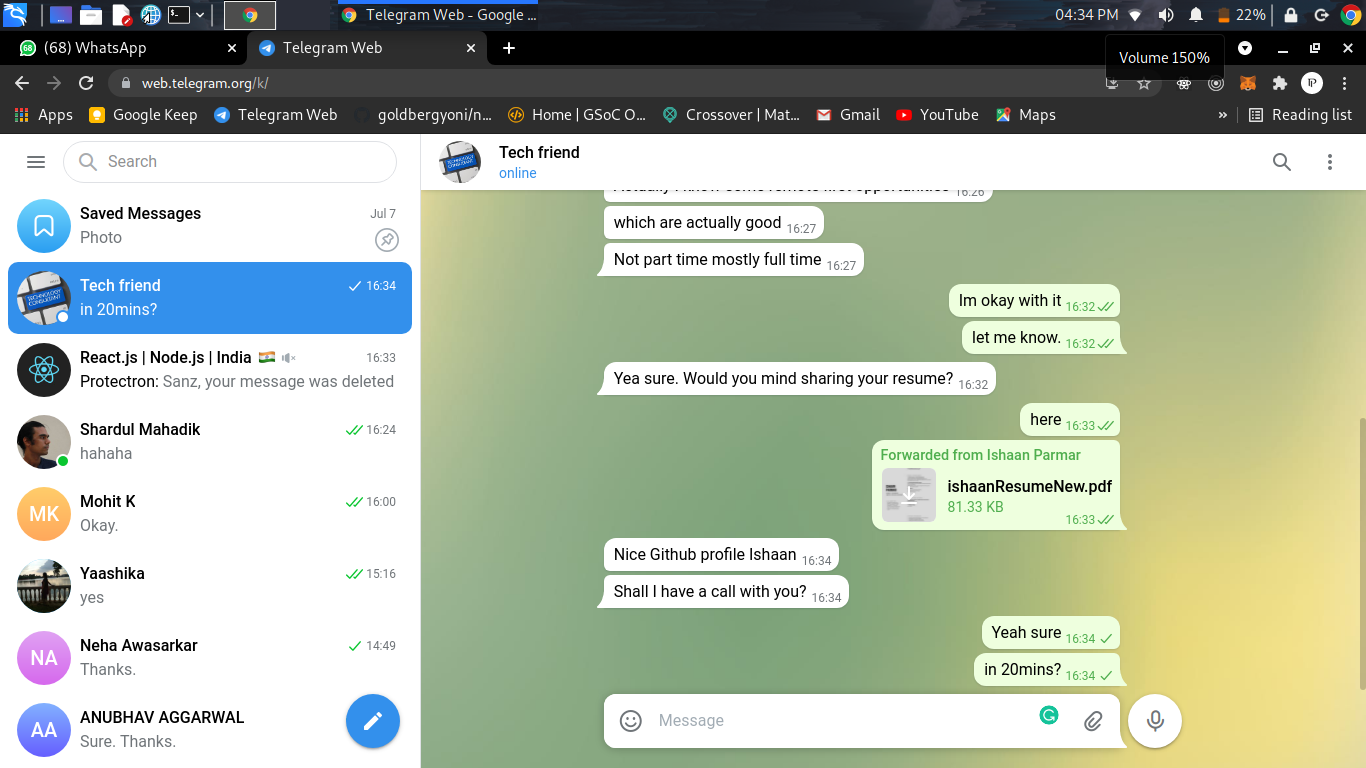 Telegram Web - Google ...
04:34 PM
22%
(68) WhatsApp
Telegram Web
Volume 150%
web.telegram.org/k/
Apps
Google Keep
Telegram Web
goldbergyoni/n...
Home | GSoC O...
Crossover | Mat...
Gmail
YouTube
Maps
»
Reading list
Search
Saved Messages
Jul 7
Photo
Tech friend
16:34
in 20mins?
React.js | Node.js | India
16:33
Protectron: Sanz, your message was deleted
Shardul Mahadik
16:24
hahaha
MK
Mohit K
16:00
Okay.
Yaashika
15:16
yes
NA
Neha Awasarkar
14:49
Thanks.
AA
ANUBHAV AGGARWAL
Sure. Thanks.
Tech friend
online
Actually I know some remote first opportunities 16:26
which are actually good 16:27
Not part time mostly full time 16:27
Im okay with it 16:32
let me know. 16:32
Yea sure. Would you mind sharing your resume? 16:32
here 16:33
Forwarded from Ishaan Parmar
ishaanResumeNew.pdf
81.33 KB
16:33
Nice Github profile Ishaan 16:34
Shall I have a call with you? 16:34
Yeah sure 16:34
in 20mins? 16:34
Message